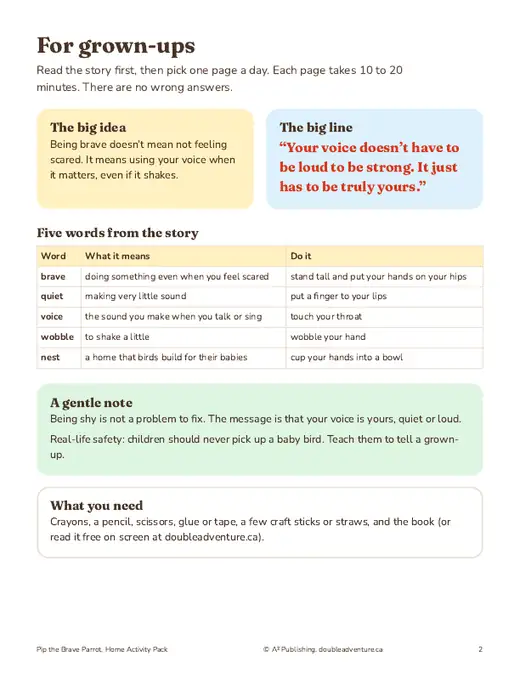 For grown-ups
Read the story first, then pick one page a day. Each page takes 10 to 20
minutes. There are no wrong answers.
The big idea
Being brave doesn't mean not feeling
scared. It means using your voice when
it matters, even if it shakes.
The big line
“Your voice doesn’t have to
be loud to be strong. It just
has to be truly yours.”
Five words from the story
Word What it means Do it
brave doing something even when you feel scared stand tall and put your hands on your hips
quiet making very little sound put a finger to your lips
voice the sound you make when you talk or sing touch your throat
wobble to shake a little wobble your hand
nest a home that birds build for their babies cup your hands into a bowl
A gentle note
Being shy is not a problem to fix. The message is that your voice is yours, quiet or loud.
Real-life safety: children should never pick up a baby bird. Teach them to tell a grown-
up.
What you need
Crayons, a pencil, scissors, glue or tape, a few craft sticks or straws, and the book (or
read it free on screen at doubleadventure.ca).
Pip the Brave Parrot, Home Activity Pack © A² Publishing. doubleadventure.ca 2